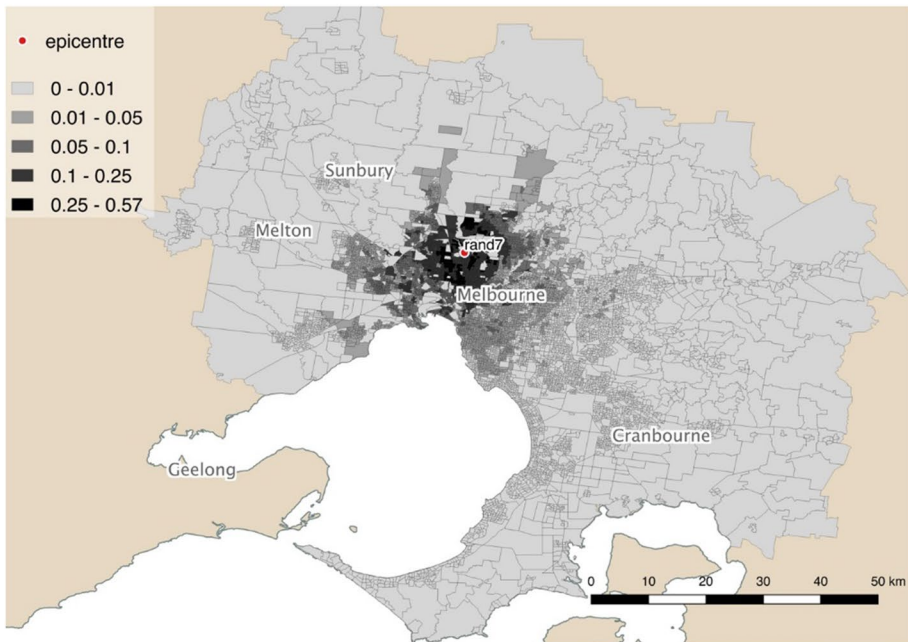 epicentre
0 - 0.01
0.01 - 0.05
0.05 - 0.1
0.1 - 0.25
0.25 - 0.57
Sunbury
Melton
rand7
Melbourne
Cranbourne
Geelong
0 10 20 30 40 50 km